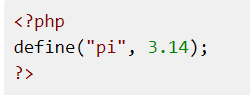 <?php
define("pi", 3.14);
?>